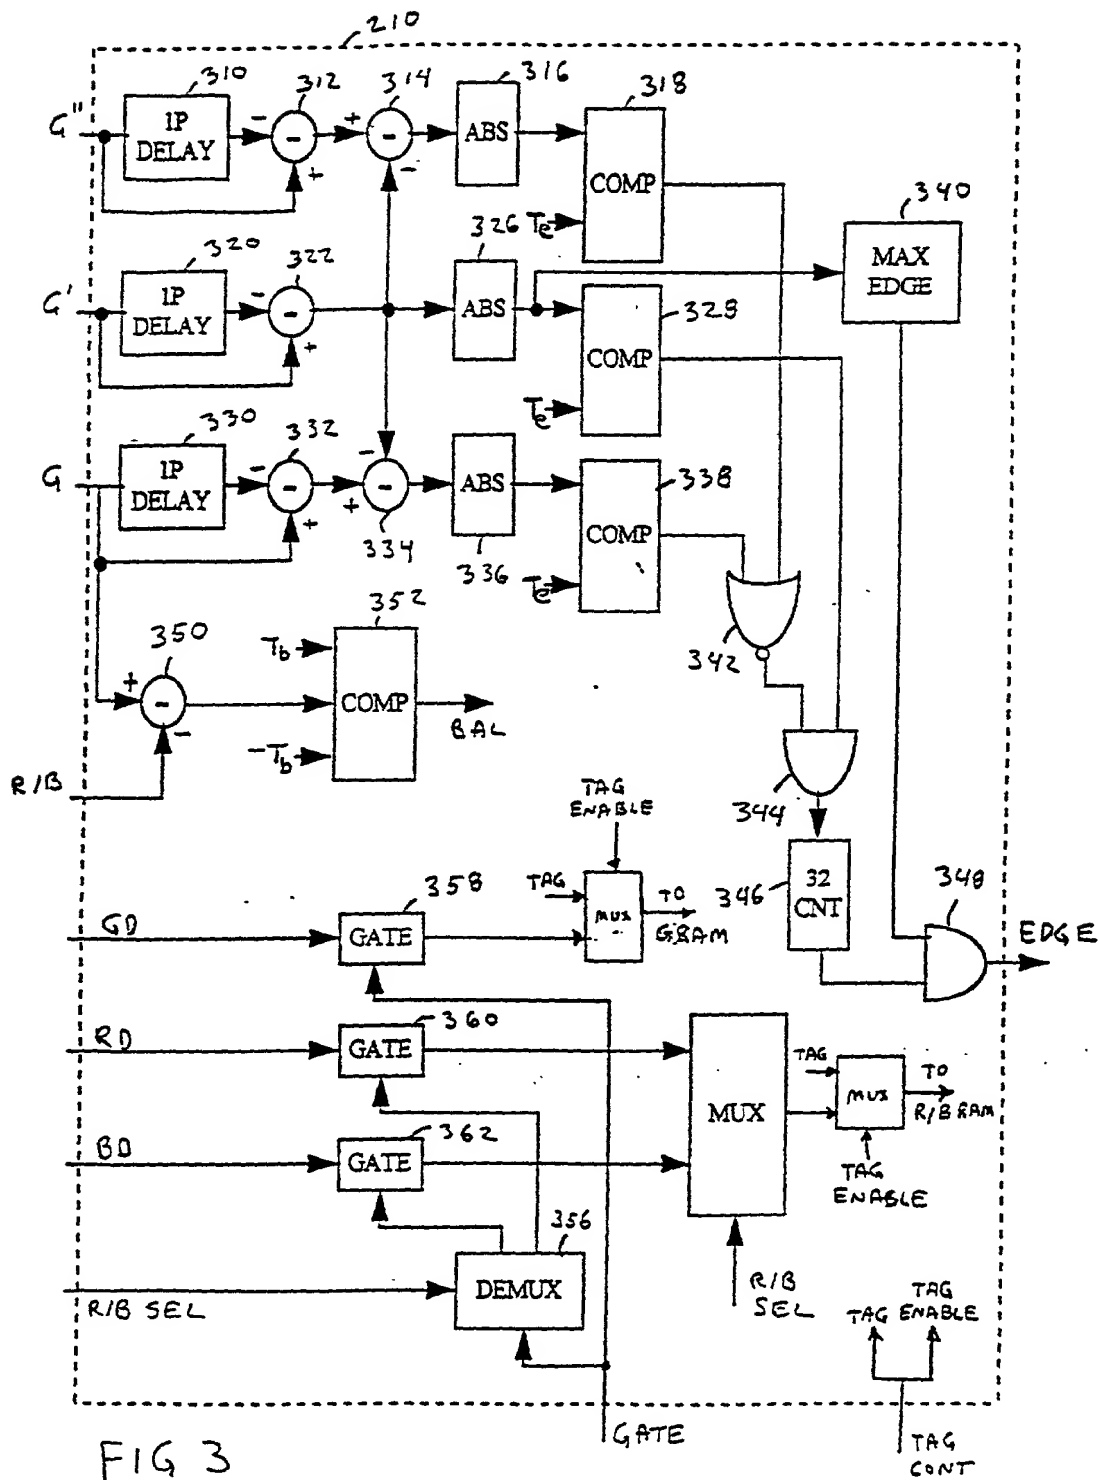 210
310
312
314
316
318
G"
1P
DELAY
-
-
+
+
-
-
ABS
COMP
Te
340
MAX
EDGE
320
322
326
328
G'
1P
DELAY
-
-
+
ABS
COMP
Te
330
332
338
G
1P
DELAY
-
-
+
+
-
-
334
ABS
336
COMP
Te
342
350
352
+
-
-
Tb
COMP
-Tb
BAL
R/B
344
TAG
ENABLE
346
32
CNT
348
EDGE
358
TAG
MUX
TO
GRAM
GD
GATE
360
RD
GATE
MUX
TAG
MUX
TO
R/BRAM
TAG
ENABLE
362
BD
GATE
356
R/B SEL
DEMUX
R/B
SEL
TAG
TAG
ENABLE
GATE
TAG
CONT
FIG 3